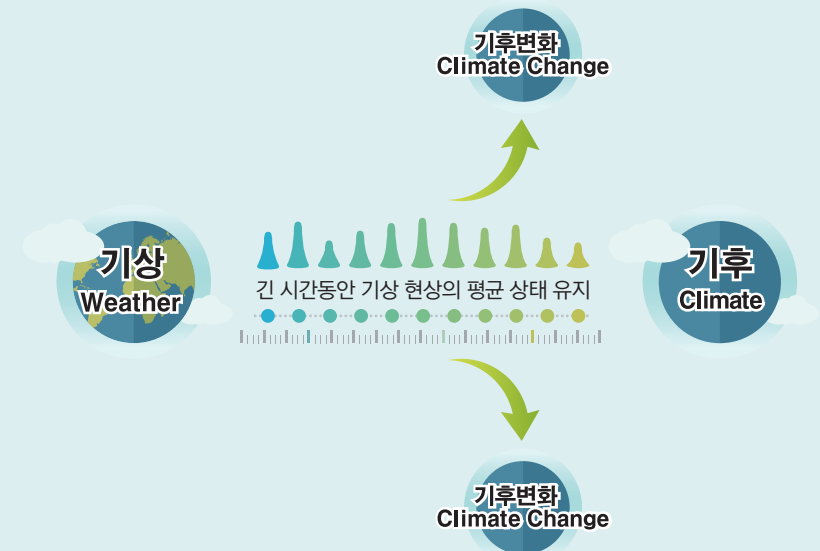 기후변화
Climate Change
기상
Weather
긴 시간동안 기상 현상의 평균 상태 유지
기후
Climate
기후변화
Climate Change